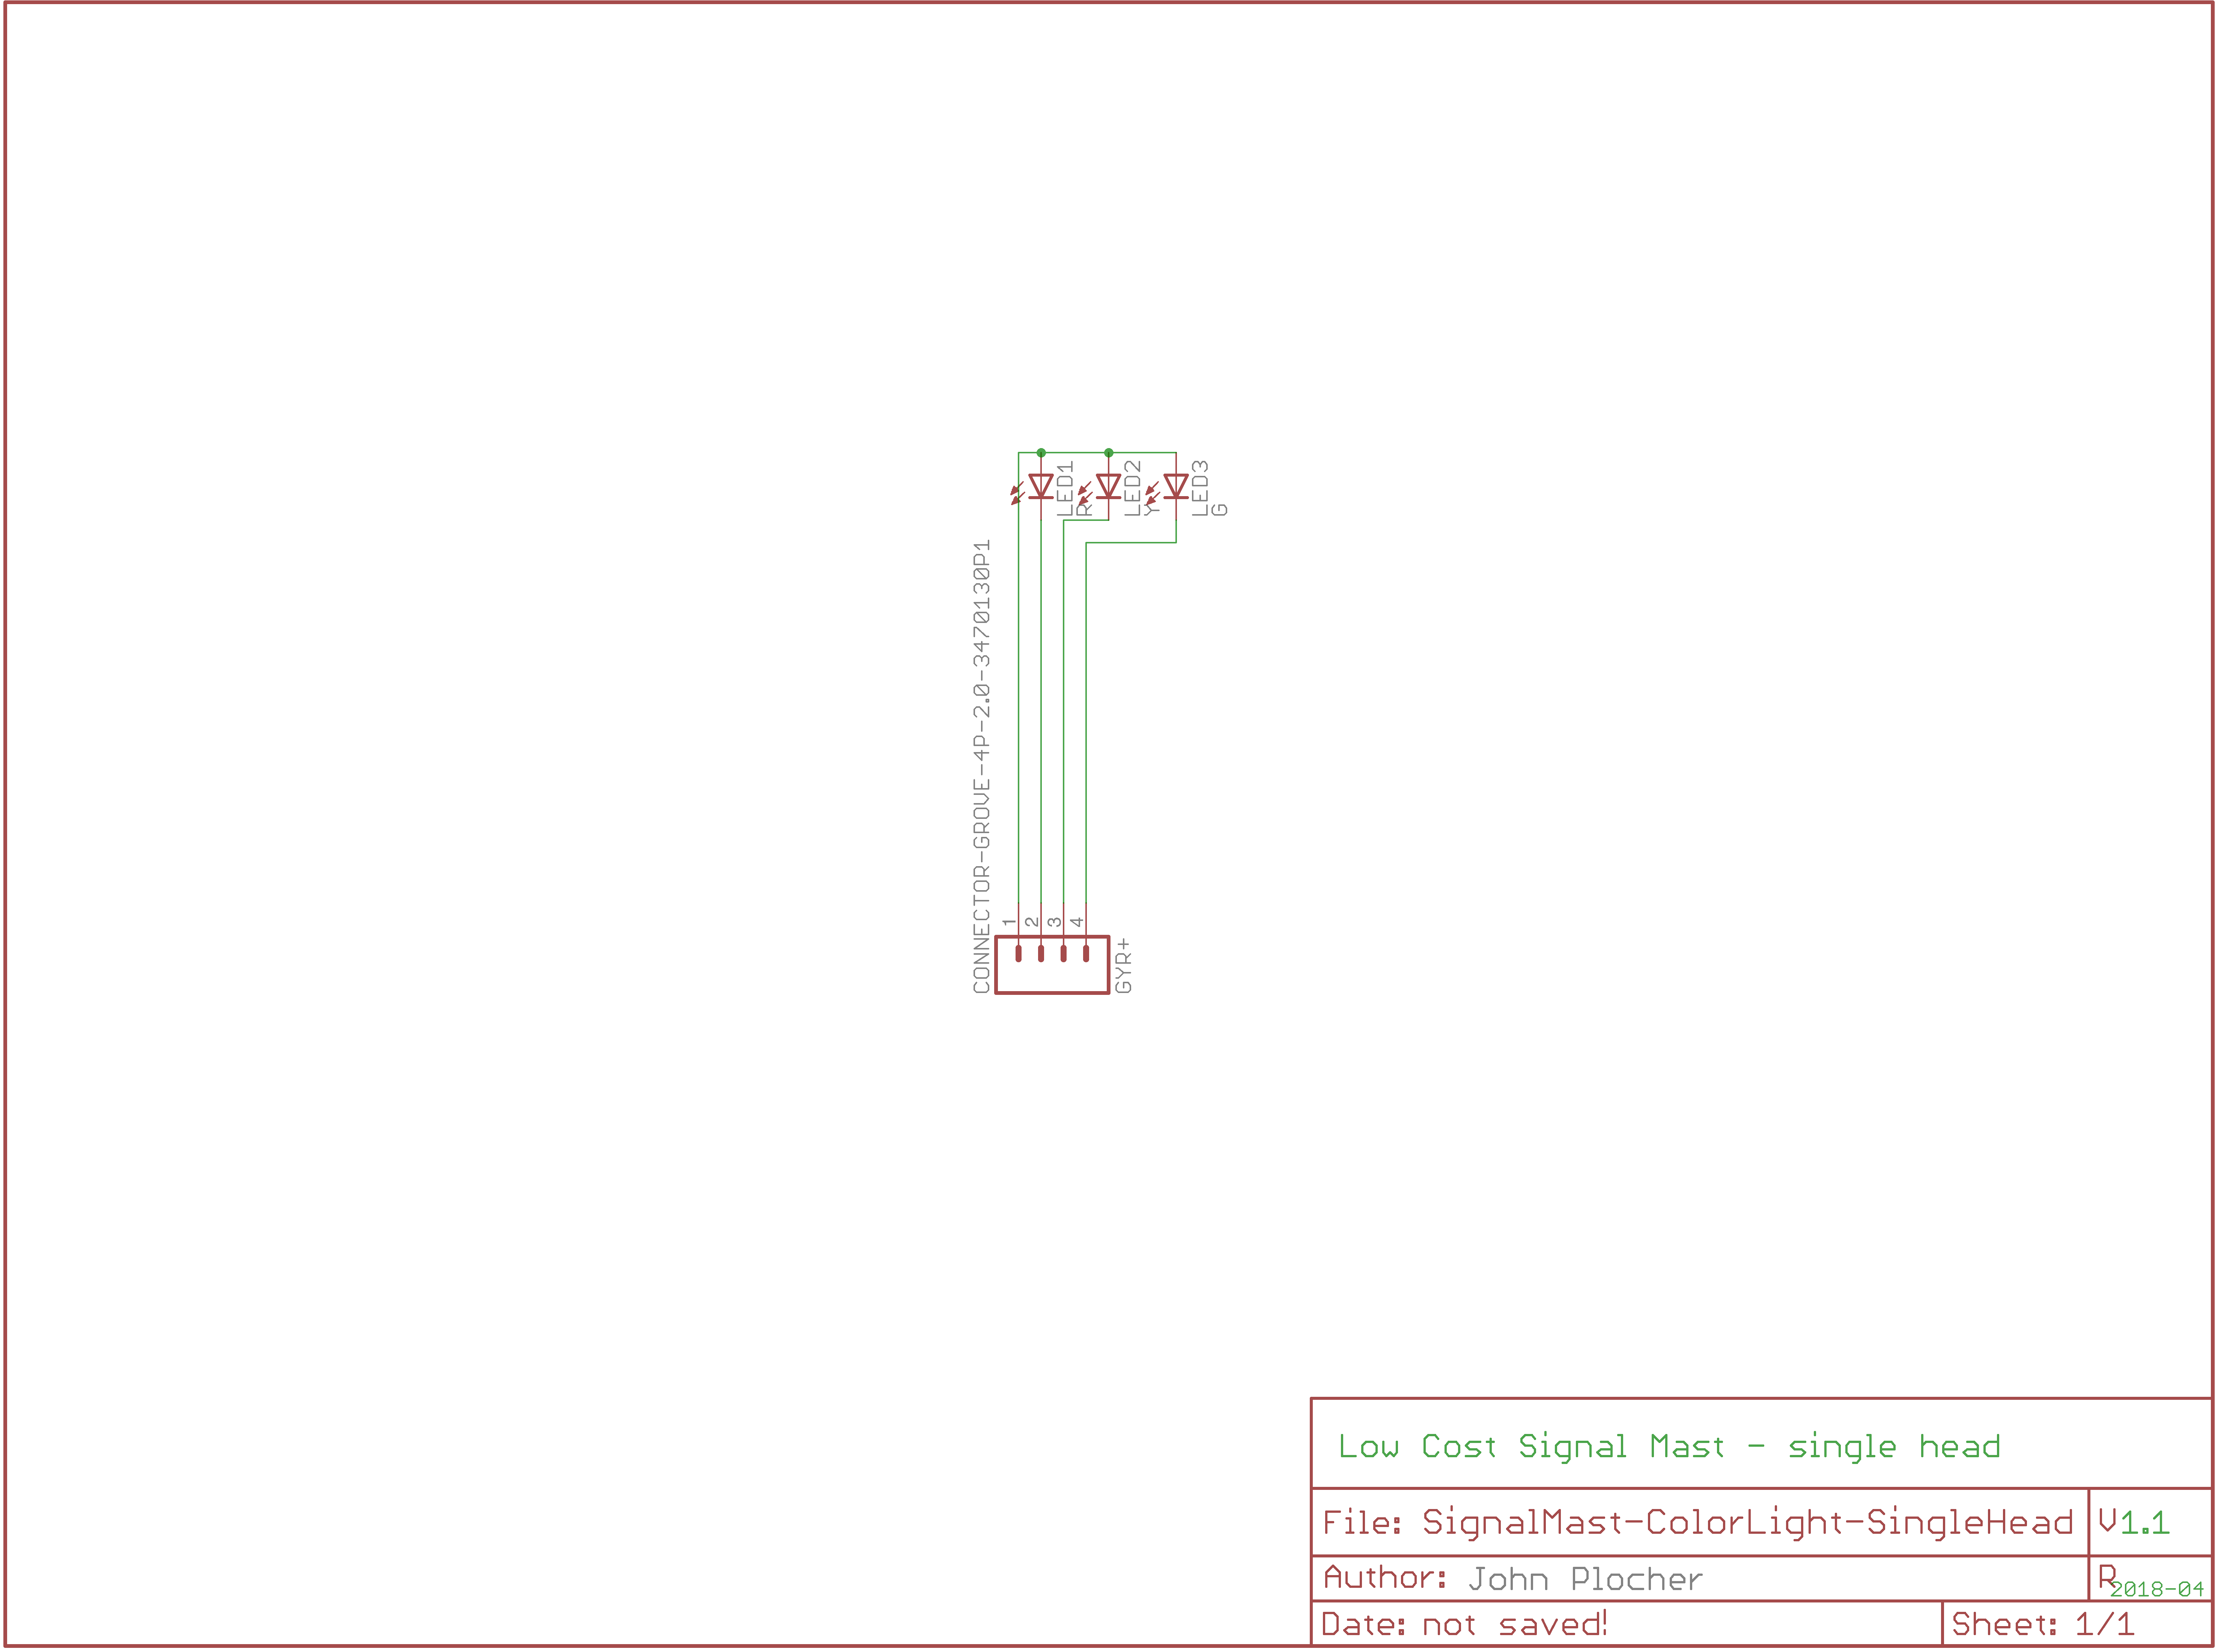 LED1
R
LED2
Y
LED3
G
CONNECTOR-GROVE-4P-2.0-3470130P1
1
2
3
4
GYR+
Low Cost Signal Mast - single head
File: SignalMast-ColorLight-SingleHead
V1.1
Author: John Plocher
R
2018-04
Date: not saved!
Sheet: 1/1